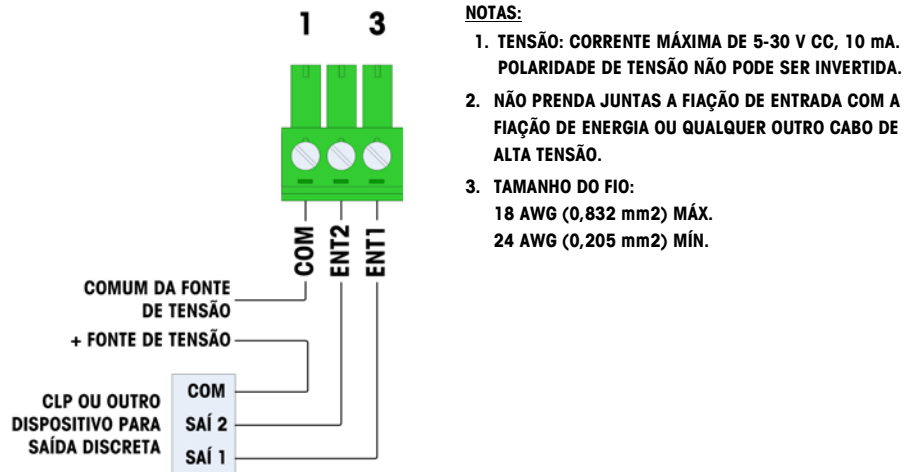 1 3
COM
ENT2
ENT1
COMUM DA FONTE
DE TENSÃO
+ FONTE DE TENSÃO
CLP OU OUTRO
DISPOSITIVO PARA
SAÍDA DISCRETA
COM
SAÍ 2
SAÍ 1
NOTAS:
1. TENSÃO: CORRENTE MÁXIMA DE 5-30 V CC, 10 mA.
POLARIDADE DE TENSÃO NÃO PODE SER INVERTIDA.
2. NÃO PRENDA JUNTAS A FIAÇÃO DE ENTRADA COM A
FIAÇÃO DE ENERGIA OU QUALQUER OUTRO CABO DE
ALTA TENSÃO.
3. TAMANHO DO FIO:
18 AWG (0,832 mm2) MÁX.
24 AWG (0,205 mm2) MÍN.